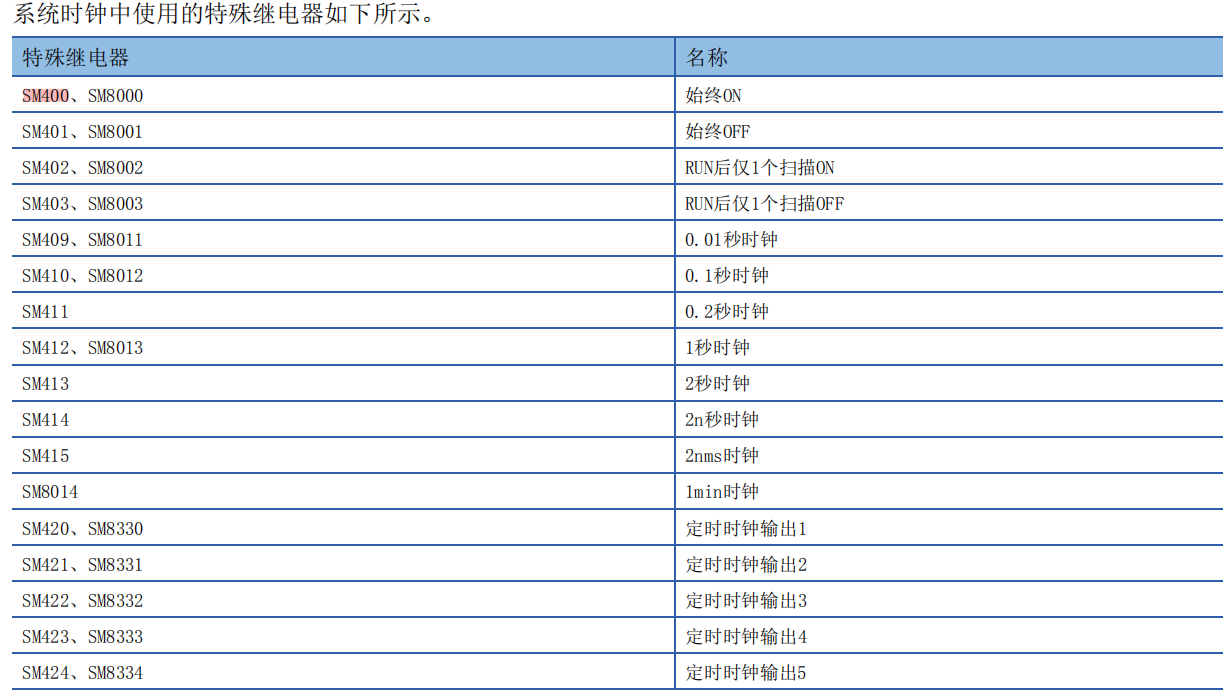 系统时钟中使用的特殊继电器如下所示。
特殊继电器 名称
SM400、SM8000 始终ON
SM401、SM8001 始终OFF
SM402、SM8002 RUN后仅1个扫描ON
SM403、SM8003 RUN后仅1个扫描OFF
SM409、SM8011 0.01秒时钟
SM410、SM8012 0.1秒时钟
SM411 0.2秒时钟
SM412、SM8013 1秒时钟
SM413 2秒时钟
SM414 2n秒时钟
SM415 2nms时钟
SM8014 1min时钟
SM420、SM8330 定时时钟输出1
SM421、SM8331 定时时钟输出2
SM422、SM8332 定时时钟输出3
SM423、SM8333 定时时钟输出4
SM424、SM8334 定时时钟输出5